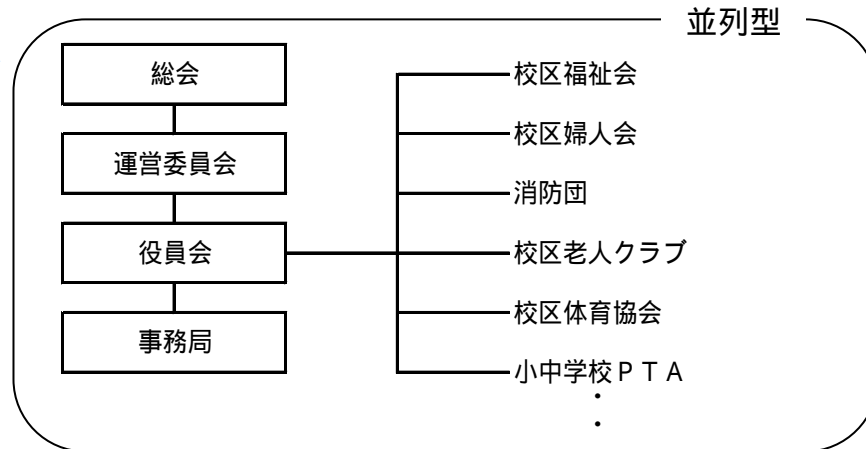 並列型
総会
運営委員会
役員会
事務局
校区福祉会
校区婦人会
消防団
校区老人クラブ
校区体育協会
小中学校ＰＴＡ
・
・